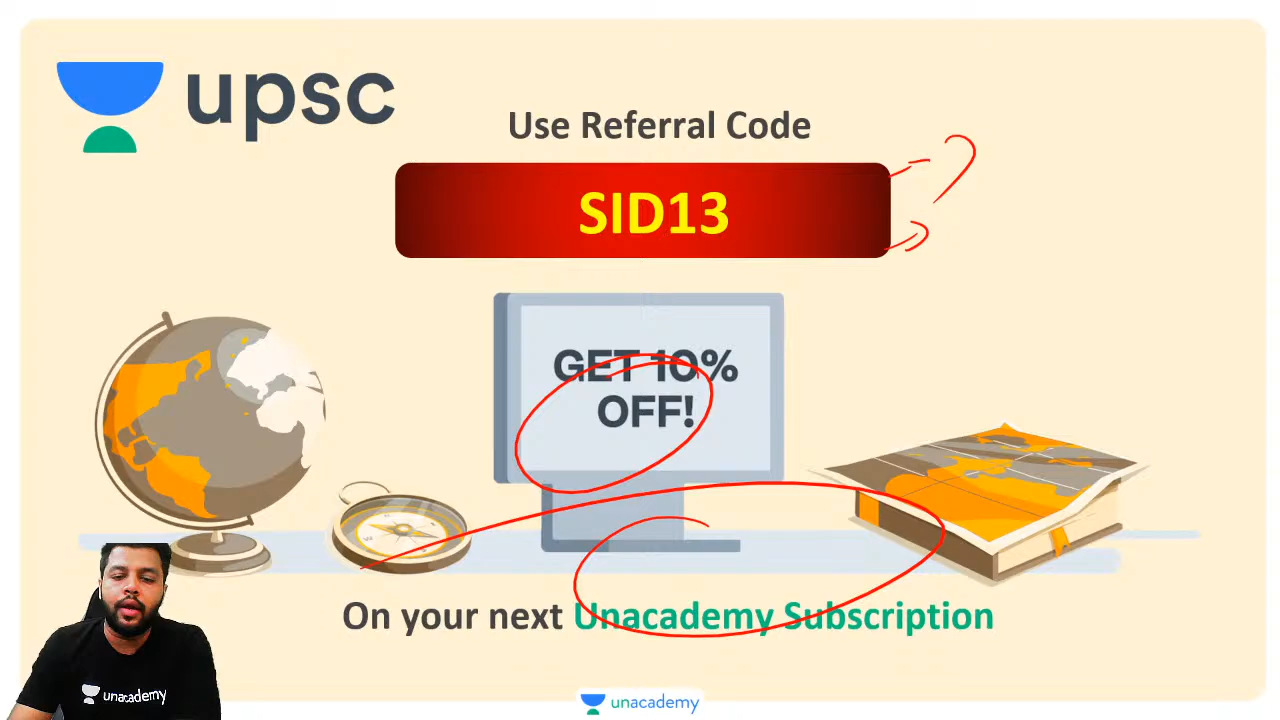 upsc
Use Referral Code
SID13
GET 10%
OFF!
On your next Unacademy Subscription
unacademy
unacademy